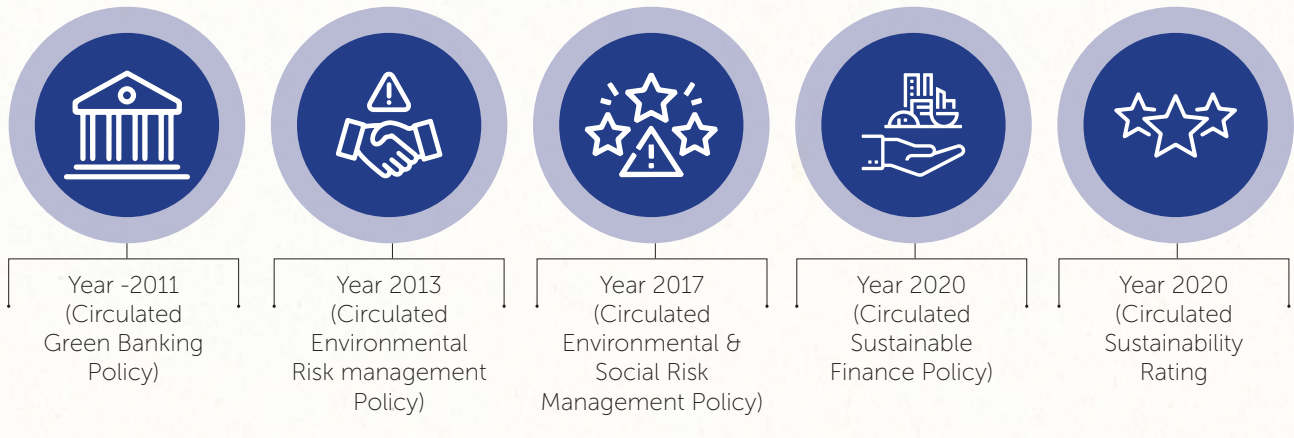 Year -2011
(Circulated
Green Banking
Policy)
Year 2013
(Circulated
Environmental
Risk management
Policy)
Year 2017
(Circulated
Environmental &
Social Risk
Management Policy)
Year 2020
(Circulated
Sustainable
Finance Policy)
Year 2020
(Circulated
Sustainability
Rating